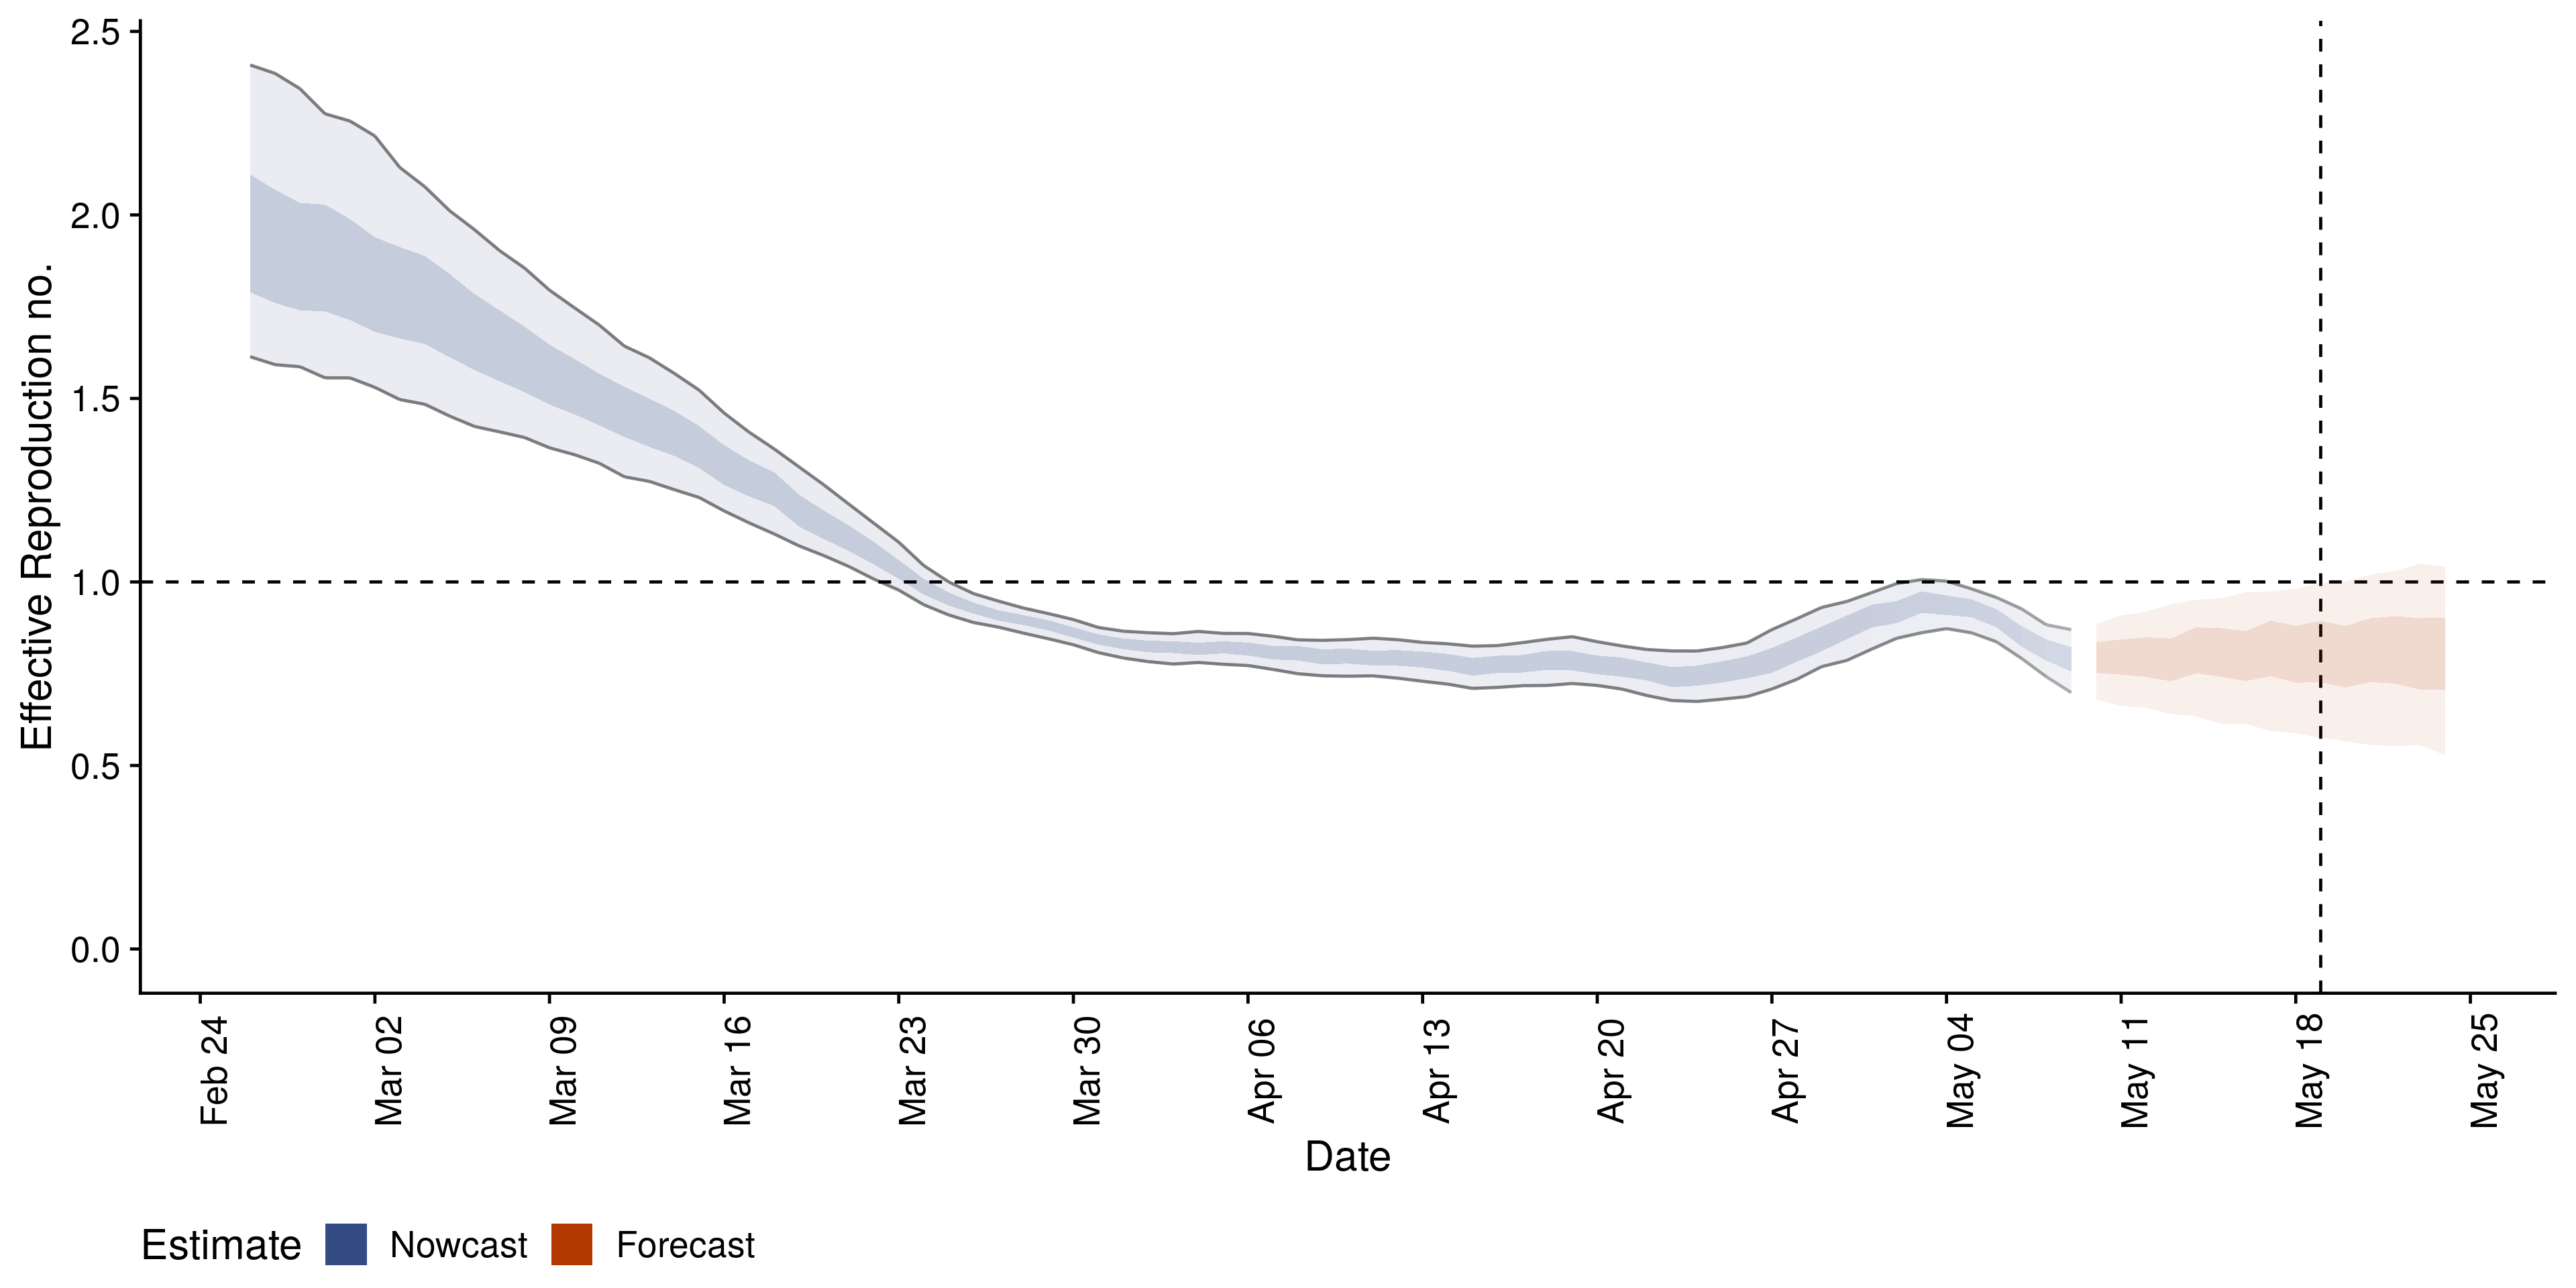 Effective Reproduction no.
2.5
2.0
1.5
1.0
0.5
0.0
Feb 24
Mar 02
Mar 09
Mar 16
Mar 23
Mar 30
Apr 06
Apr 13
Apr 20
Apr 27
May 04
May 11
May 18
May 25
Date
Estimate Nowcast Forecast